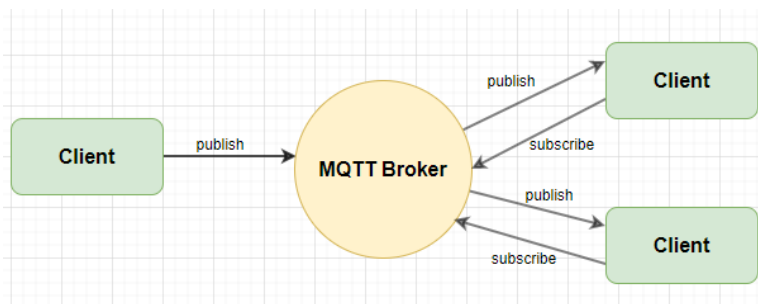 Client
publish
MQTT Broker
publish
subscribe
Client
publish
subscribe
Client